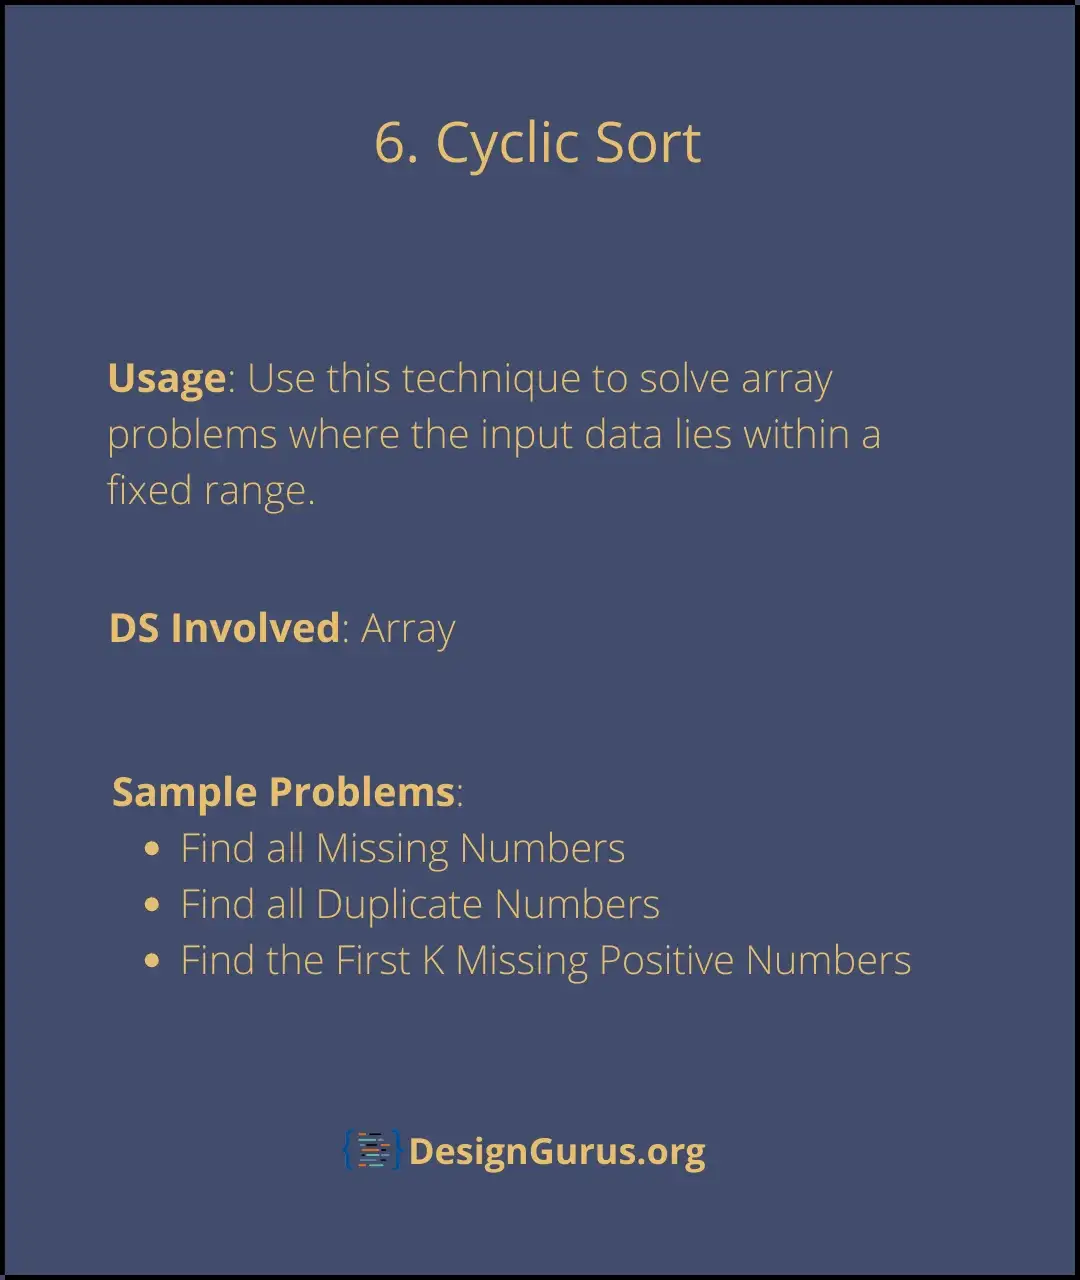 6. Cyclic Sort
Usage: Use this technique to solve array
problems where the input data lies within a
fixed range.
DS Involved: Array
Sample Problems:
• Find all Missing Numbers
• Find all Duplicate Numbers
• Find the First K Missing Positive Numbers
DesignGurus.org